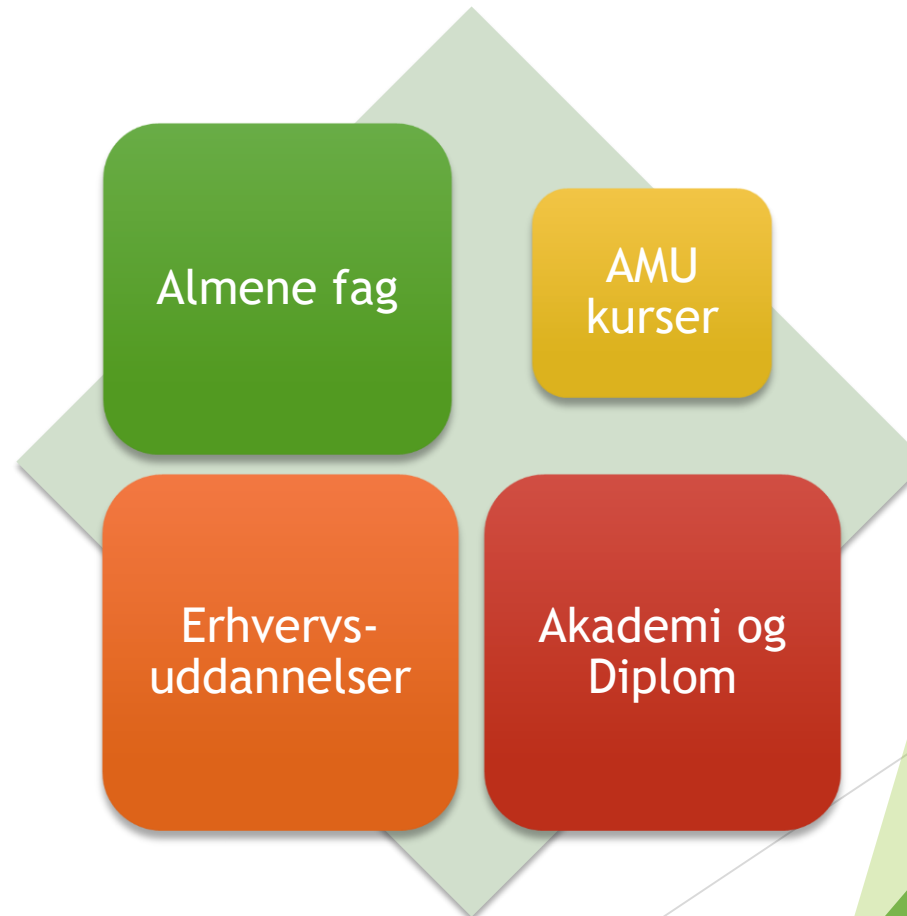 Almene fag
AMU
kurser
Erhvervs-
uddannelser
Akademi og
Diplom